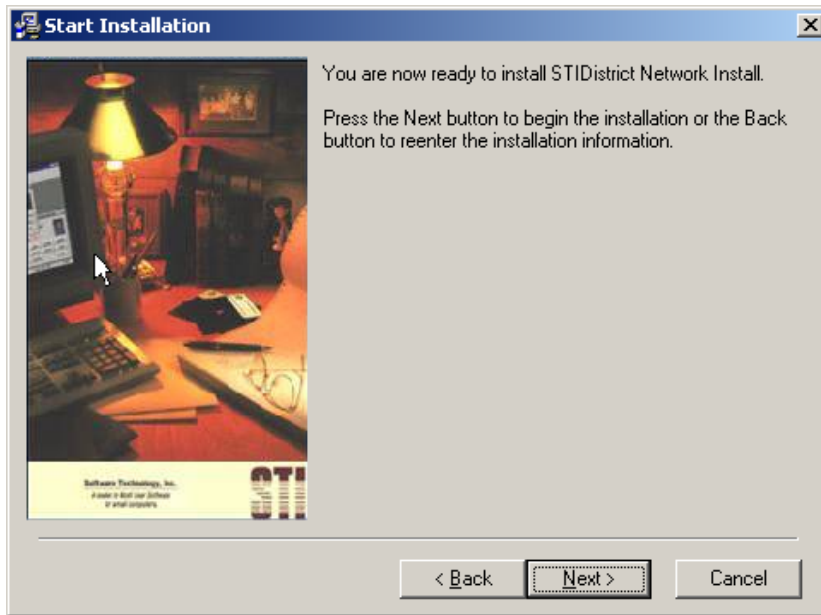 Start Installation
You are now ready to install STIDistrict Network Install.
Press the Next button to begin the installation or the Back
button to reenter the installation information.
Software Technology, Inc.
STI
< Back
Next >
Cancel